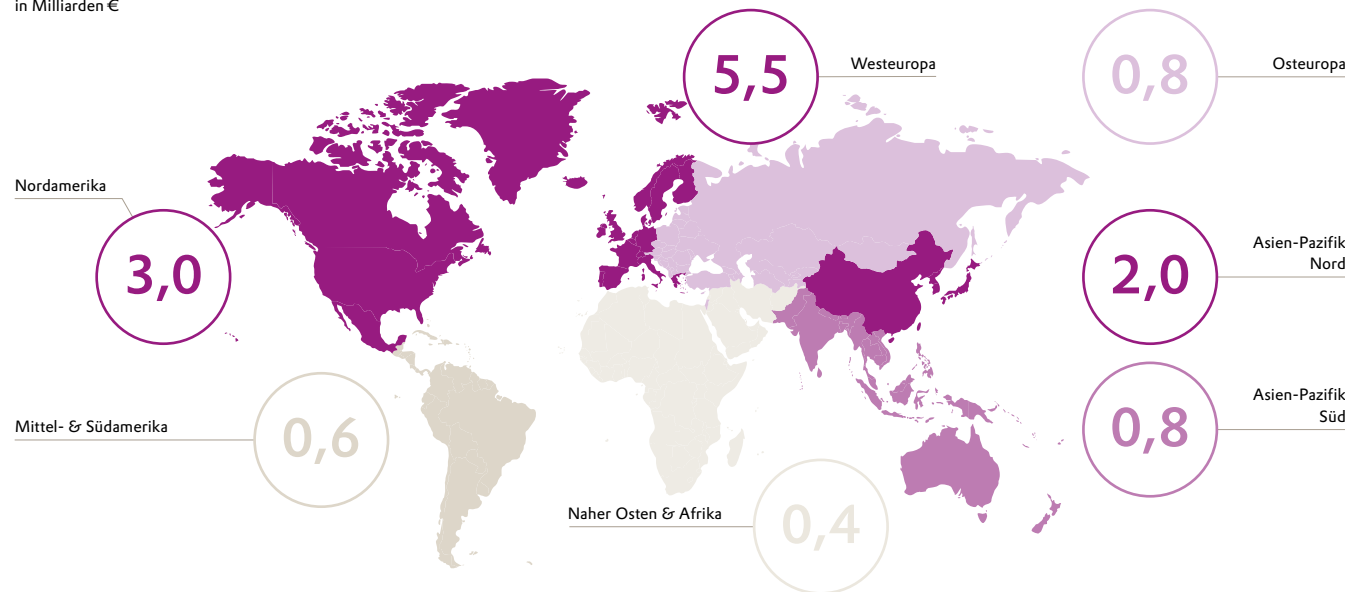 in Milliarden €
5,5
Westeuropa
0,8
Osteuropa
Nordamerika
3,0
2,0
Asien-Pazifik
Nord
0,8
Asien-Pazifik
Süd
Mittel- & Südamerika
0,6
Naher Osten & Afrika
0,4